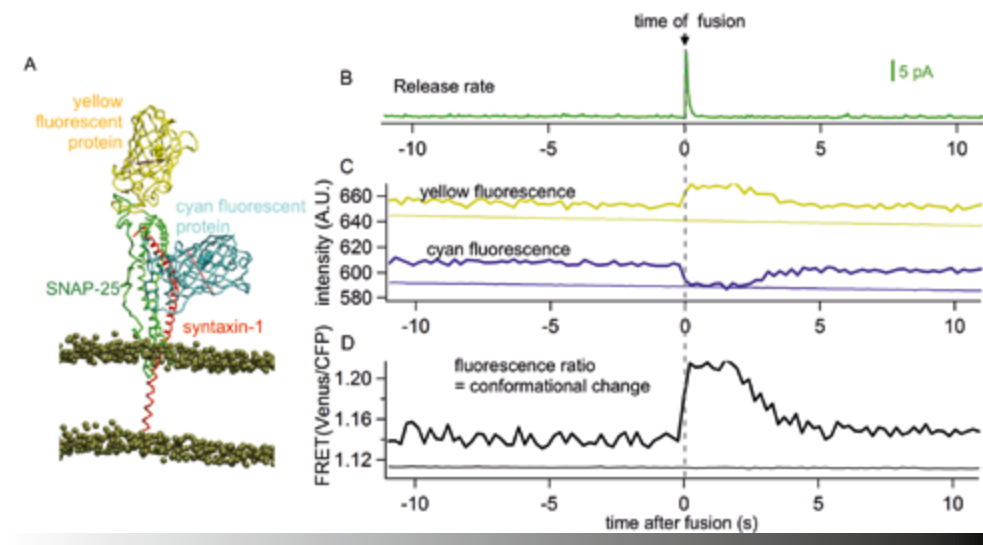 A
yellow
fluorescent
protein
cyan fluorescent
protein
SNAP-25
syntaxin-1
time of fusion
B
Release rate
5 pA
-10 -5 0 5 10
C
intensity (A.U.)
660
640
620
600
580
yellow fluorescence
cyan fluorescence
-10 -5 0 5 10
D
FRET(Venus/CFP)
1.20
1.16
1.12
fluorescence ratio
= conformational change
-10 -5 0 5 10
time after fusion (s)